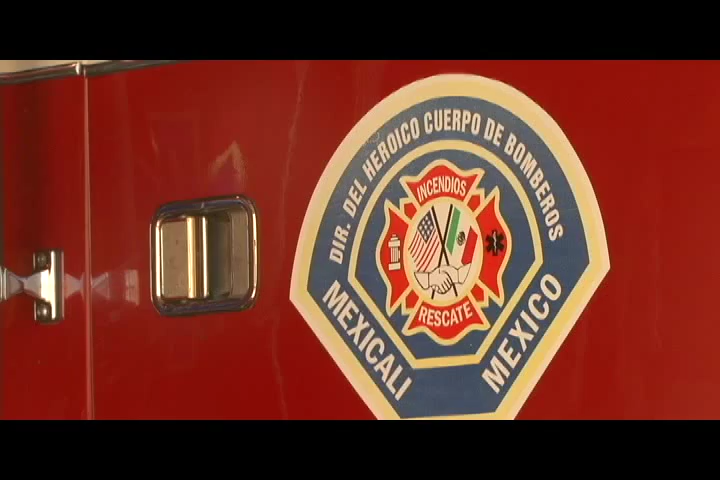 DIR. DEL HEROICO CUERPO DE BOMBEROS
INCENDIOS
RESCATE
MEXICALI
MEXICO